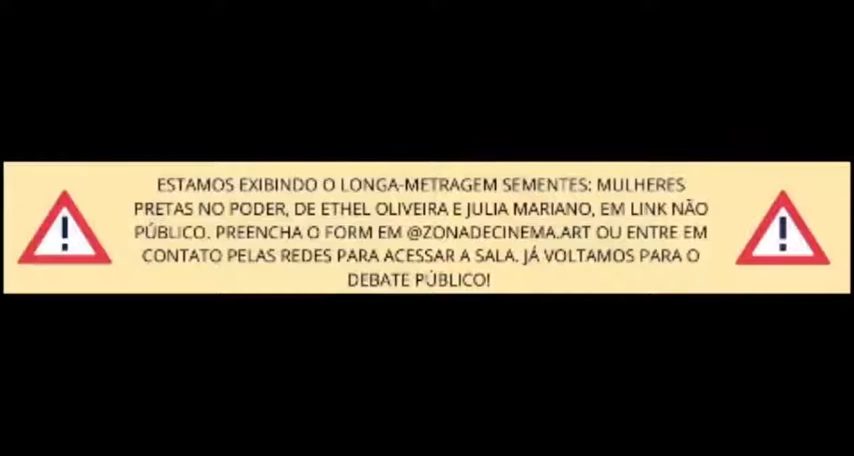 ESTAMOS EXIBINDO O LONGA-METRAGEM SEMENTES: MULHERES
PRETAS NO PODER, DE ETHEL OLIVEIRA E JULIA MARIANO, EM LINK NÃO
PÚBLICO. PREENCHA O FORM EM @ZONADECINEMA.ART OU ENTRE EM
CONTATO PELAS REDES PARA ACESSAR A SALA. JÁ VOLTAMOS PARA O
DEBATE PÚBLICO!